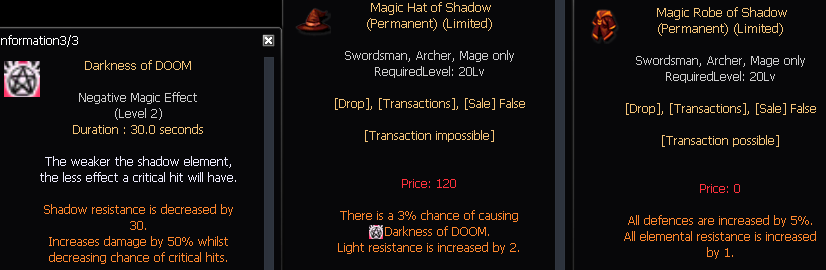 nformation3/3
Darkness of DOOM
Negative Magic Effect
(Level 2)
Duration : 30.0 seconds
The weaker the shadow element,
the less effect a critical hit will have.
Shadow resistance is decreased by
30.
Increases damage by 50% whilst
decreasing chance of critical hits.
Magic Hat of Shadow
(Permanent) (Limited)
Swordsman, Archer, Mage only
RequiredLevel: 20Lv
[Drop], [Transactions], [Sale] False
[Transaction impossible]
Price: 120
There is a 3% chance of causing
Darkness of DOOM.
Light resistance is increased by 2.
Magic Robe of Shadow
(Permanent) (Limited)
Swordsman, Archer, Mage only
RequiredLevel: 20Lv
[Drop], [Transactions], [Sale] False
[Transaction possible]
Price: 0
All defences are increased by 5%.
All elemental resistance is increased
by 1.